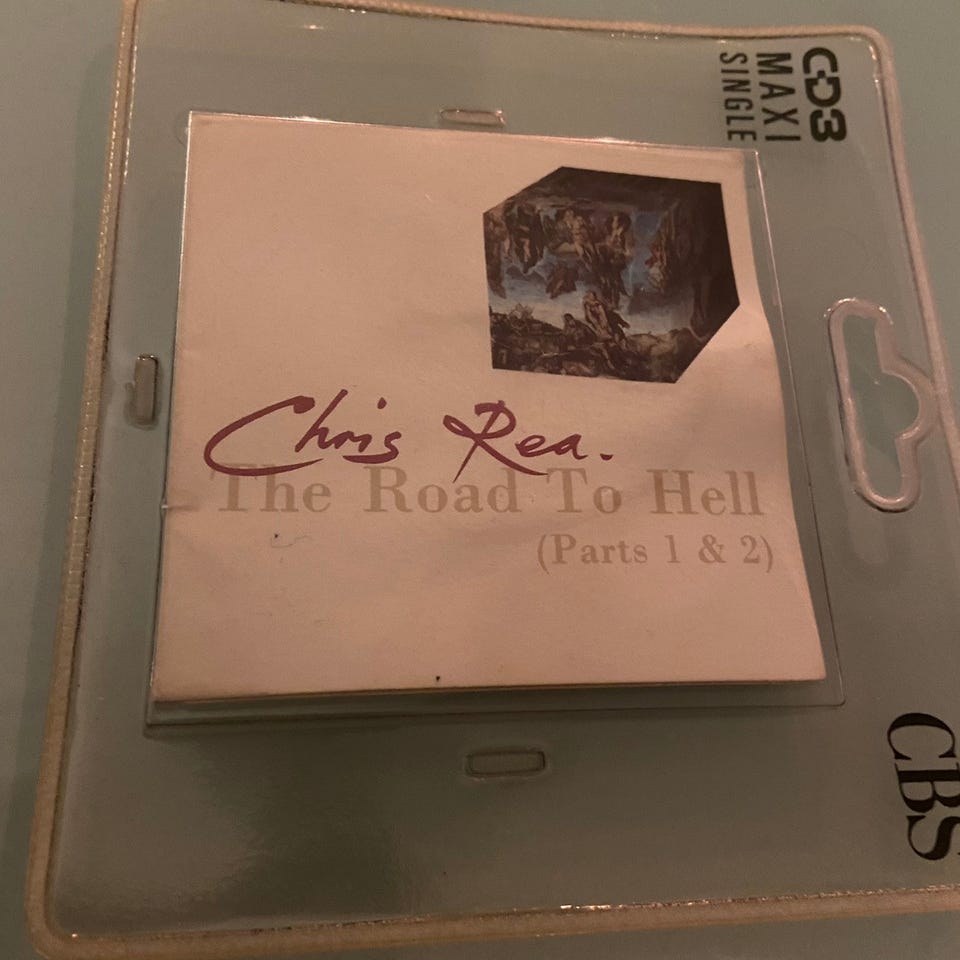 CD3
MAXI
SINGLE
Chris Rea.
The Road To Hell
(Parts 1 & 2)
CBS